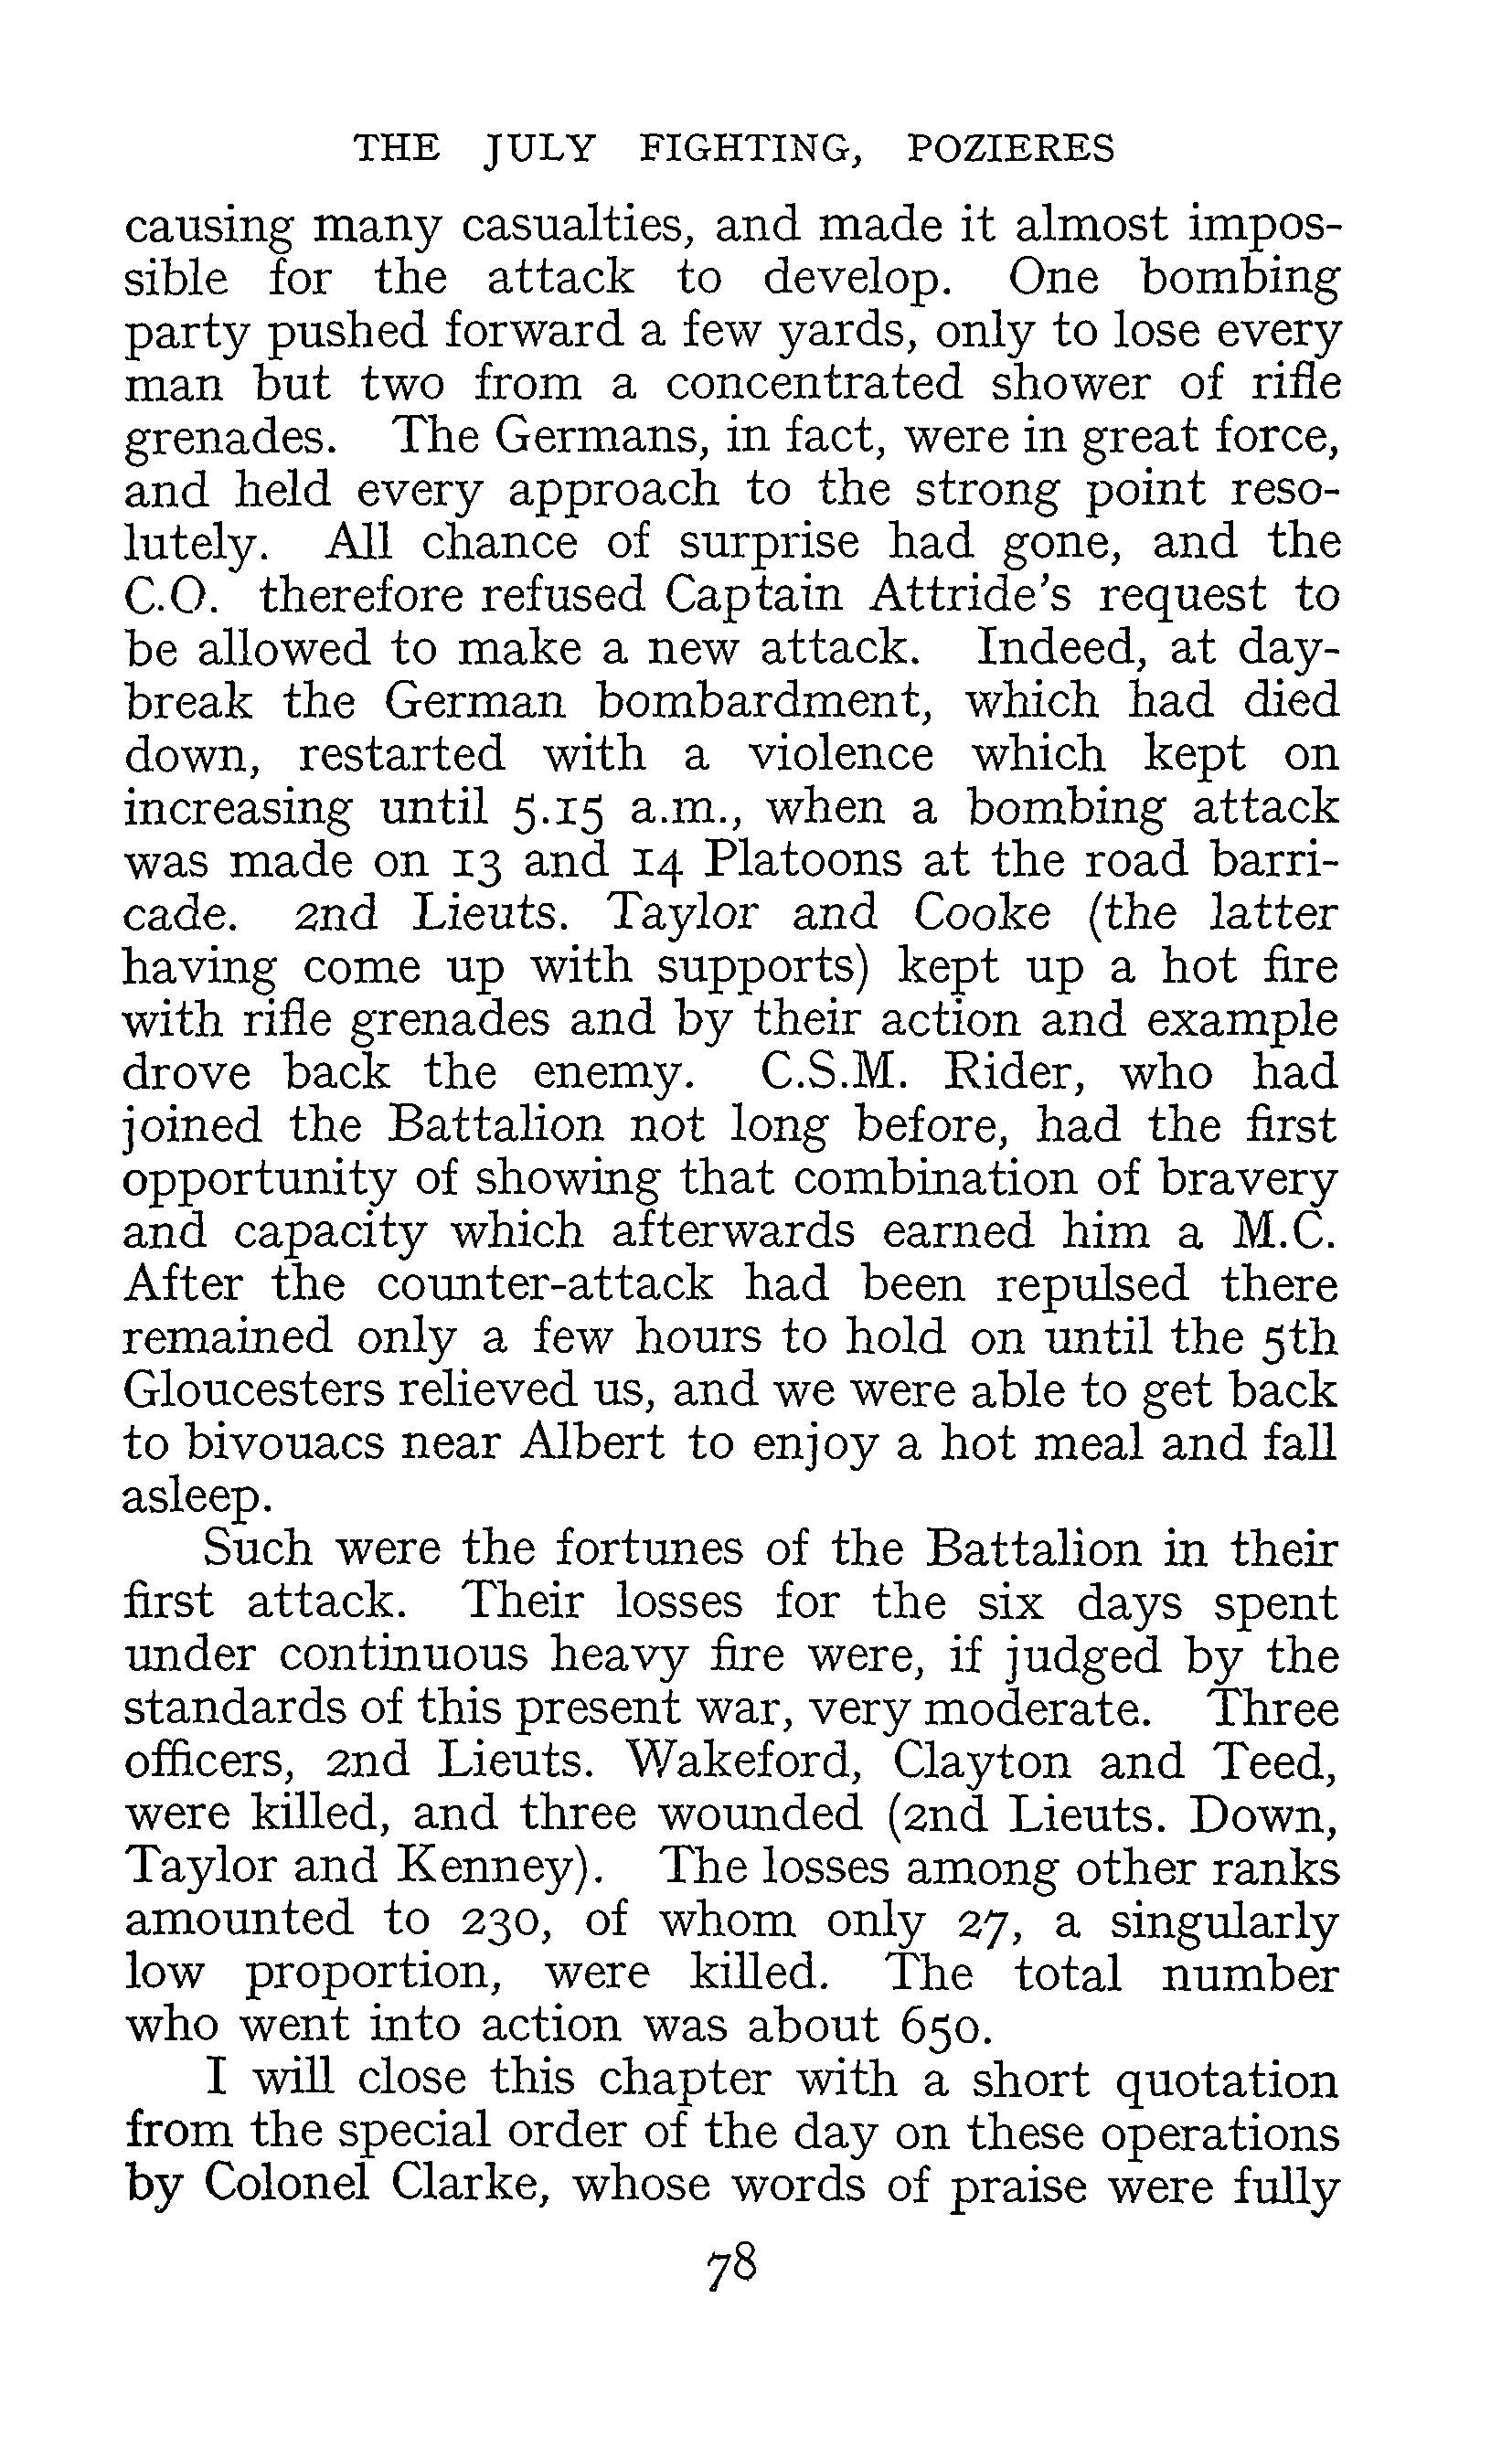 THE JULY FIGHTING, POZIERES
causing many casualties, and made it almost impos-
sible for the attack to develop. One bombing
party pushed forward a few yards, only to lose every
man but two from a concentrated shower of rifle
grenades. The Germans, in fact, were in great force,
and held every approach to the strong point reso-
lutely. All chance of surprise had gone, and the
C.O. therefore refused Captain Attride's request to
be allowed to make a new attack. Indeed, at day-
break the German bombardment, which had died
down, restarted with a violence which kept on
increasing until 5.15 a.m., when a bombing attack
was made on 13 and 14 Platoons at the road barri-
cade. 2nd Lieuts. Taylor and Cooke (the latter
having come up with supports) kept up a hot fire
with rifle grenades and by their action and example
drove back the enemy. C.S.M. Rider, who had
joined the Battalion not long before, had the first
opportunity of showing that combination of bravery
and capacity which afterwards earned him a M.C.
After the counter-attack had been repulsed there
remained only a few hours to hold on until the 5th
Gloucesters relieved us, and we were able to get back
to bivouacs near Albert to enjoy a hot meal and fall
asleep.
Such were the fortunes of the Battalion in their
first attack. Their losses for the six days spent
under continuous heavy fire were, if judged by the
standards of this present war, very moderate. Three
officers, 2nd Lieuts. Wakeford, Clayton and Teed,
were killed, and three wounded (2nd Lieuts. Down,
Taylor and Kenney). The losses among other ranks
amounted to 230, of whom only 27, a singularly
low proportion, were killed. The total number
who went into action was about 650.
I will close this chapter with a short quotation
from the special order of the day on these operations
by Colonel Clarke, whose words of praise were fully
78